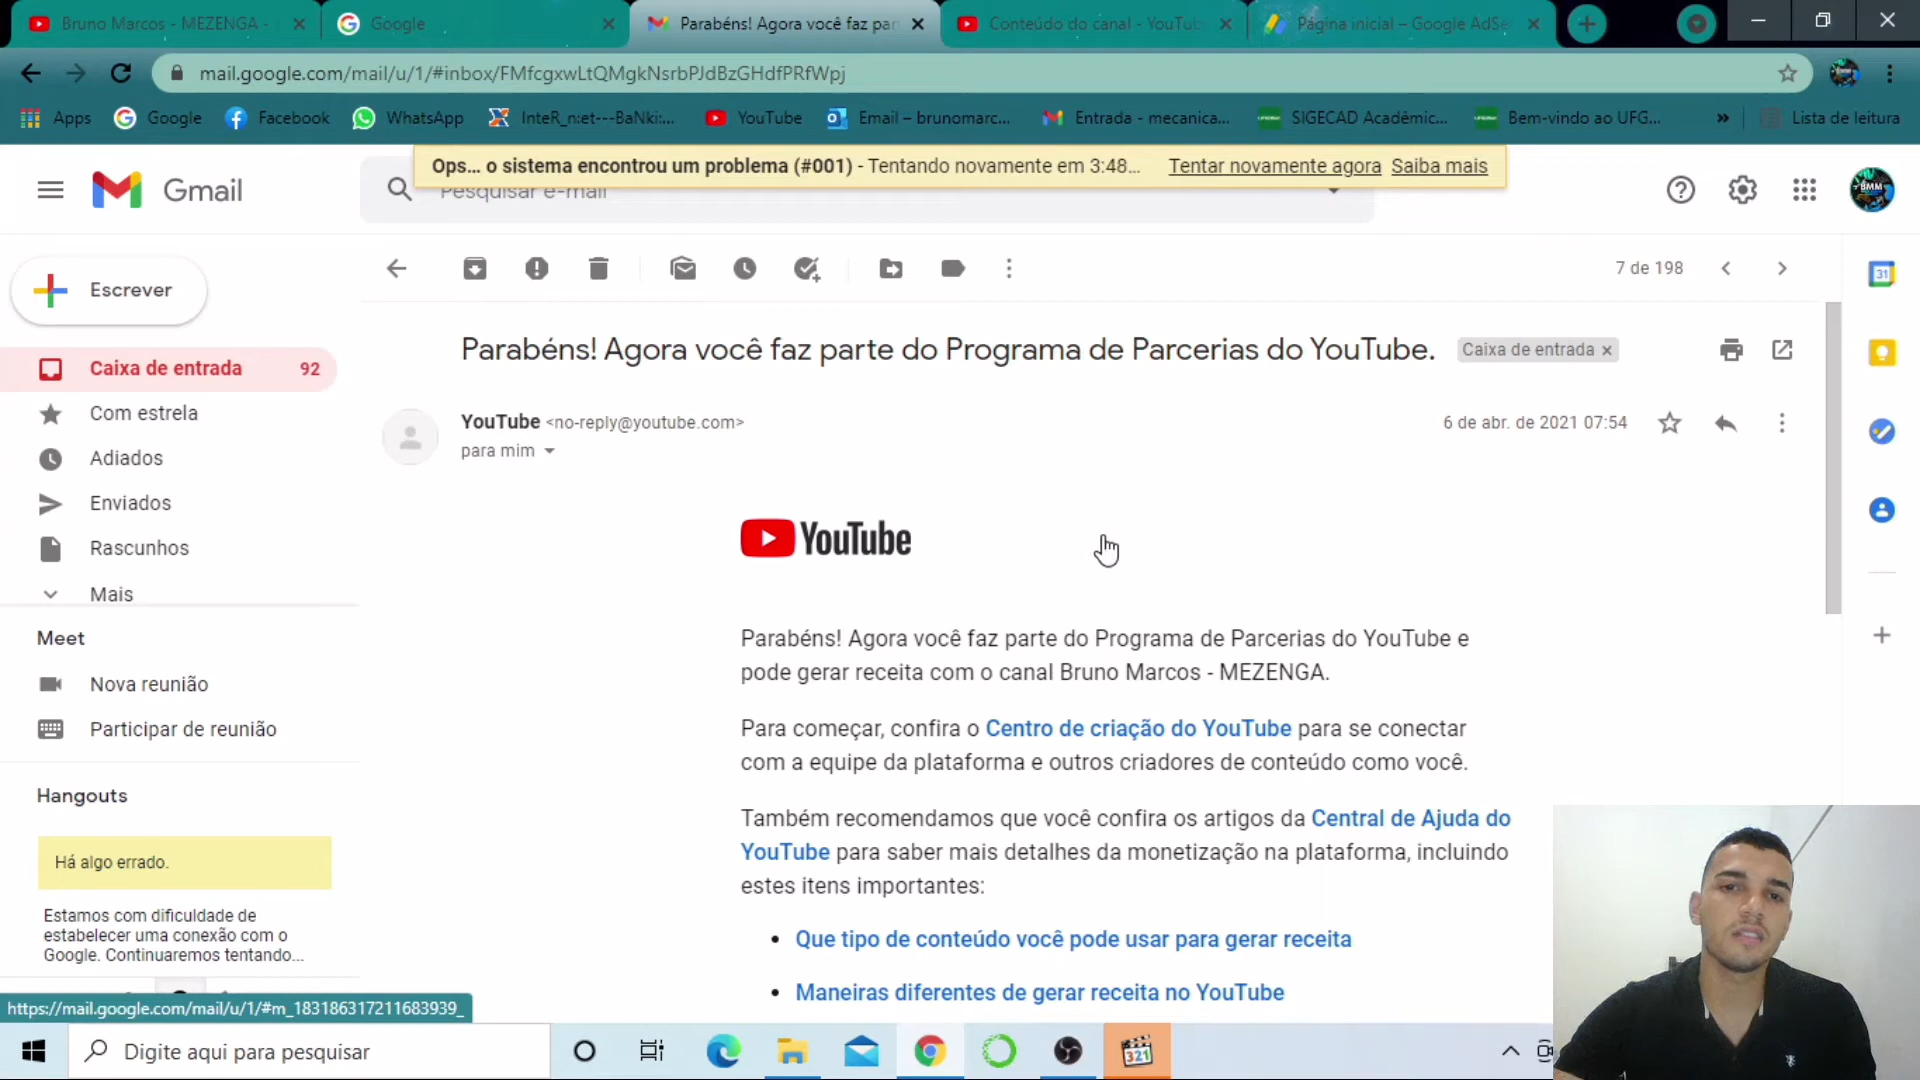 Bruno Marcos - MEZENGA -
Google
Parabéns! Agora você faz par
Conteúdo do canal - YouTub
Página inicial – Google AdSe
mail.google.com/mail/u/1/#inbox/FMfcgxwLtQMgkNsrbPJdBzGHdfPRfWpj
Apps
Google
Facebook
WhatsApp
InteR_n:et---BaNki:...
YouTube
Email – brunomarc...
Entrada - mecanica...
SIGECAD Acadêmic...
Bem-vindo ao UFG...
»
Lista de leitura
Ops... o sistema encontrou um problema (#001) - Tentando novamente em 3:48... Tentar novamente agora Saiba mais
Gmail
Pesquisar e-mail
BMM
Escrever
7 de 198
31
Parabéns! Agora você faz parte do Programa de Parcerias do YouTube.
Caixa de entrada ×
Caixa de entrada 92
Com estrela
Adiados
Enviados
Rascunhos
Mais
YouTube <no-reply@youtube.com>
6 de abr. de 2021 07:54
para mim
YouTube
Meet
Nova reunião
Participar de reunião
Hangouts
Há algo errado.
Estamos com dificuldade de
estabelecer uma conexão com o
Google. Continuaremos tentando...
Parabéns! Agora você faz parte do Programa de Parcerias do YouTube e
pode gerar receita com o canal Bruno Marcos - MEZENGA.
Para começar, confira o Centro de criação do YouTube para se conectar
com a equipe da plataforma e outros criadores de conteúdo como você.
Também recomendamos que você confira os artigos da Central de Ajuda do
YouTube para saber mais detalhes da monetização na plataforma, incluindo
estes itens importantes:
• Que tipo de conteúdo você pode usar para gerar receita
• Maneiras diferentes de gerar receita no YouTube
https://mail.google.com/mail/u/1/#m_183186317211683939_
Digite aqui para pesquisar
321